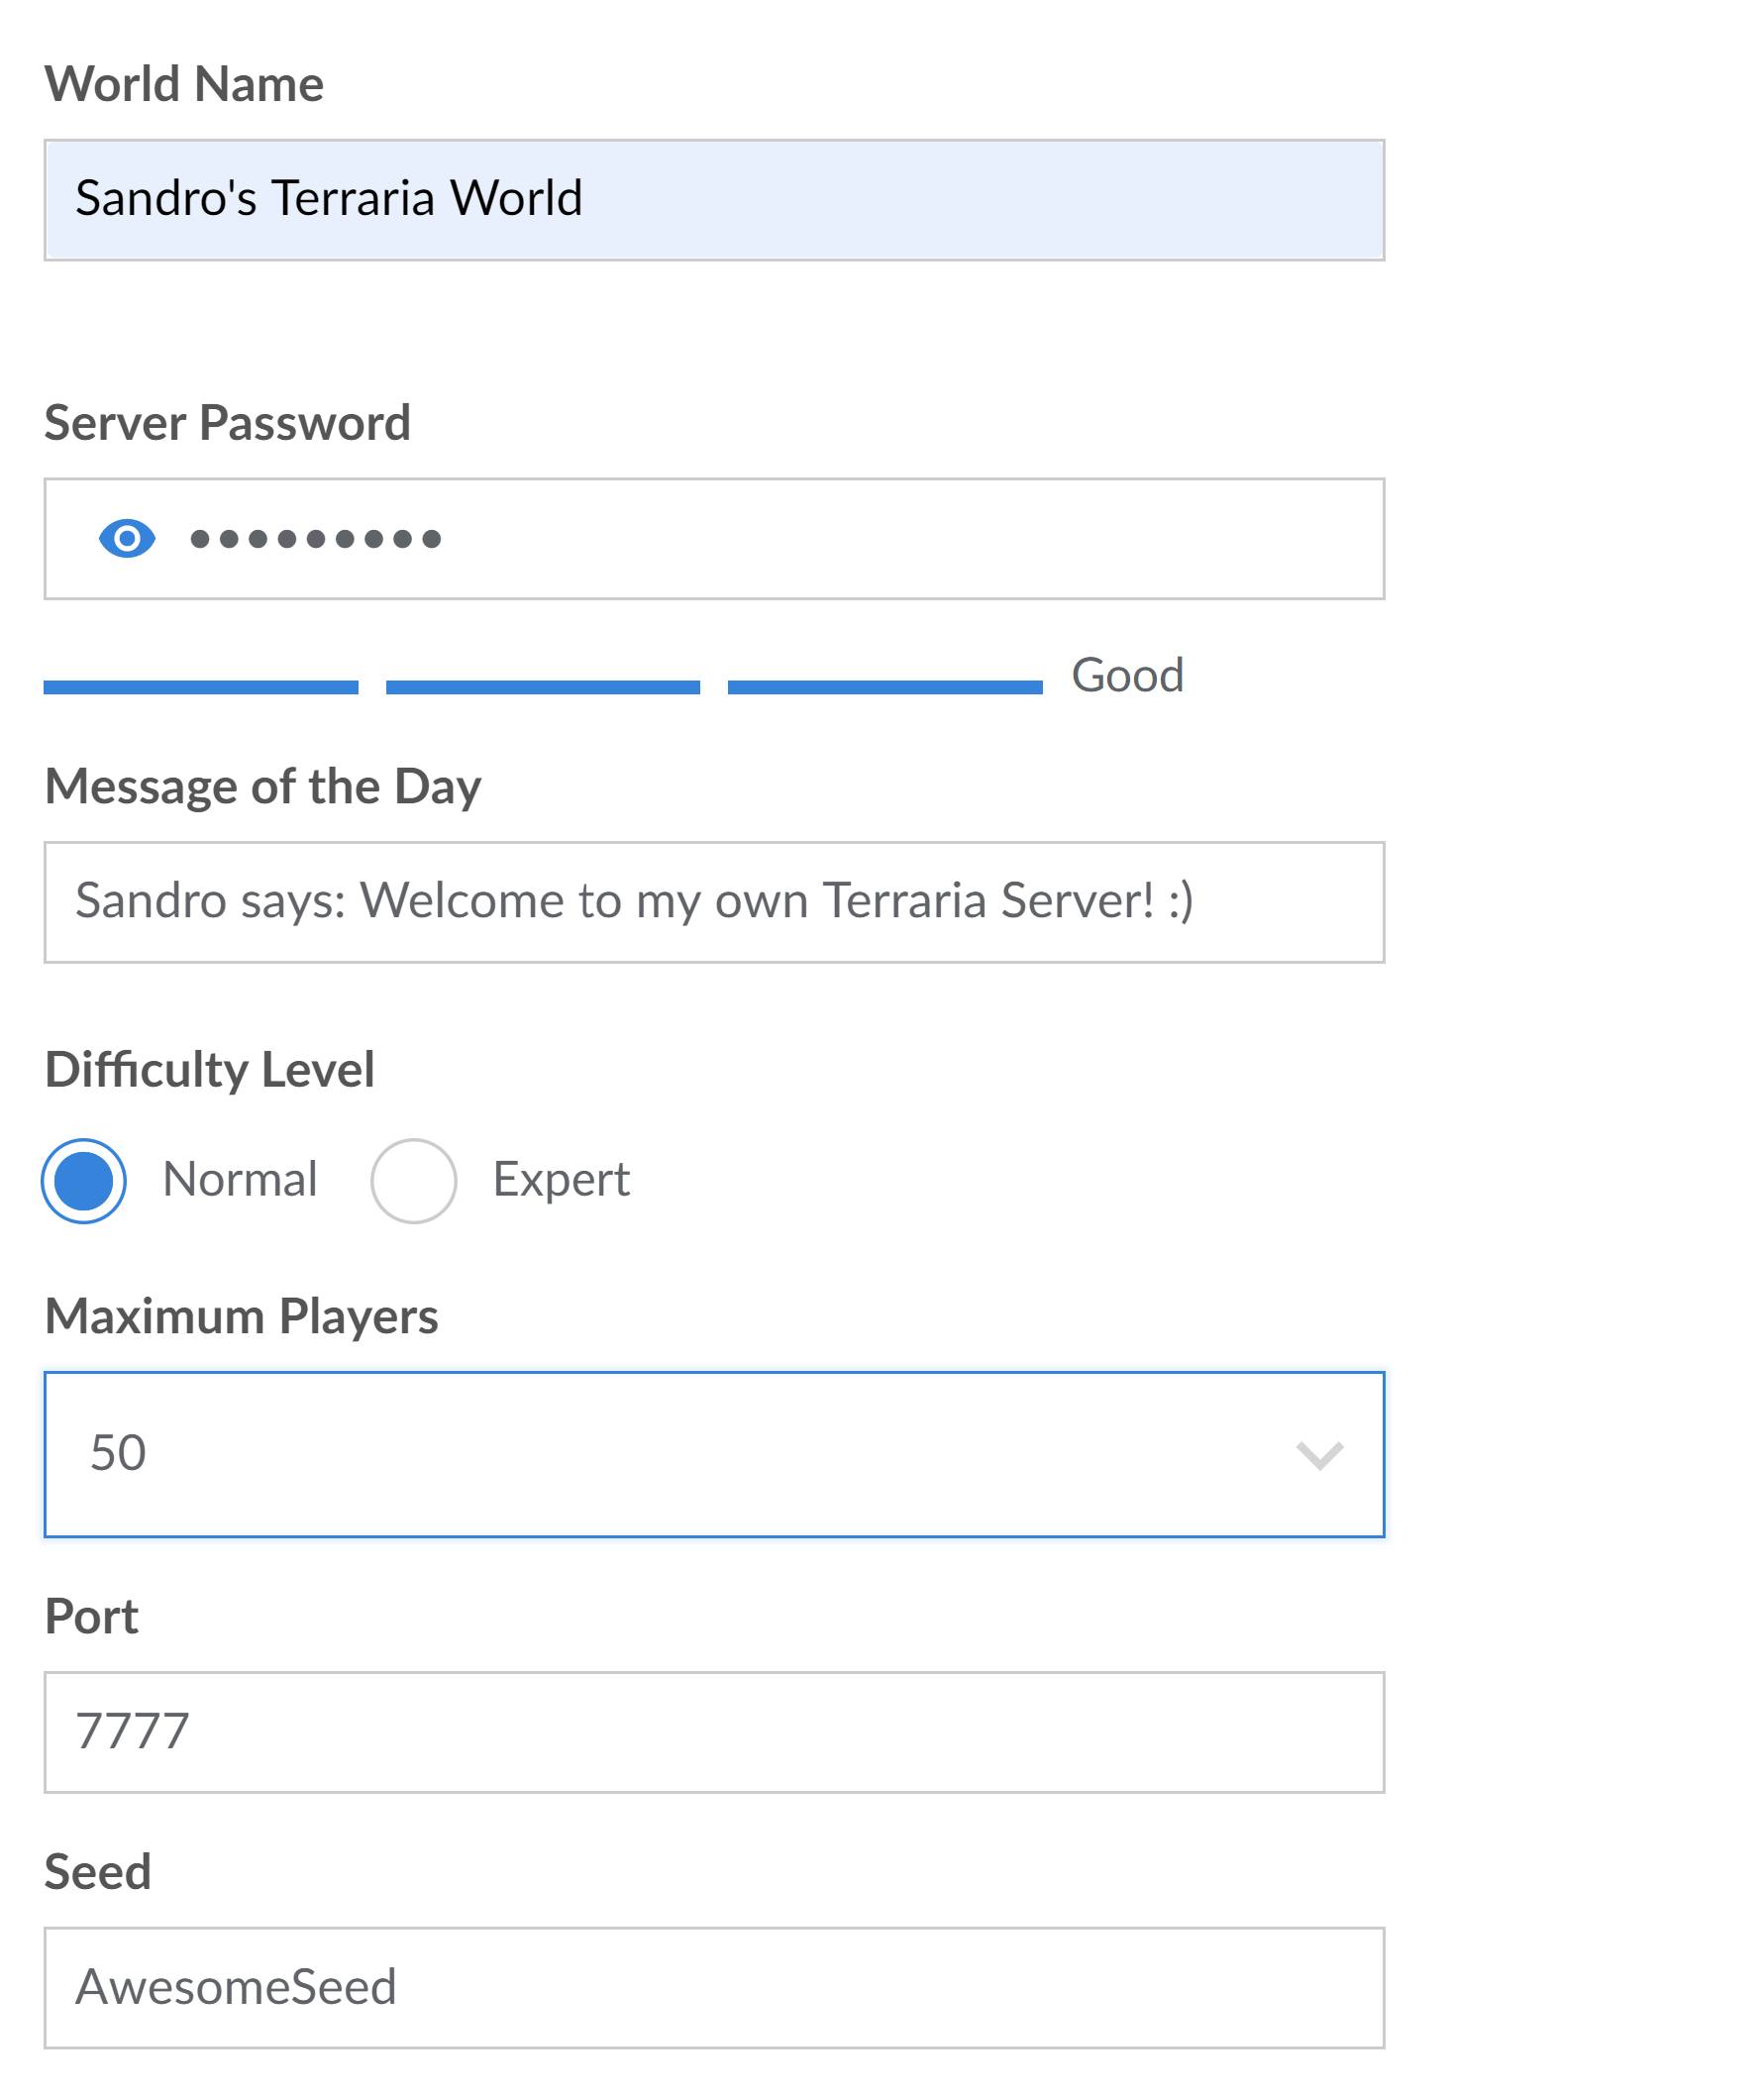 World Name
Sandro's Terraria World
Server Password
•••••••••
Good
Message of the Day
Sandro says: Welcome to my own Terraria Server! :)
Difficulty Level
Normal Expert
Maximum Players
50
Port
7777
Seed
AwesomeSeed